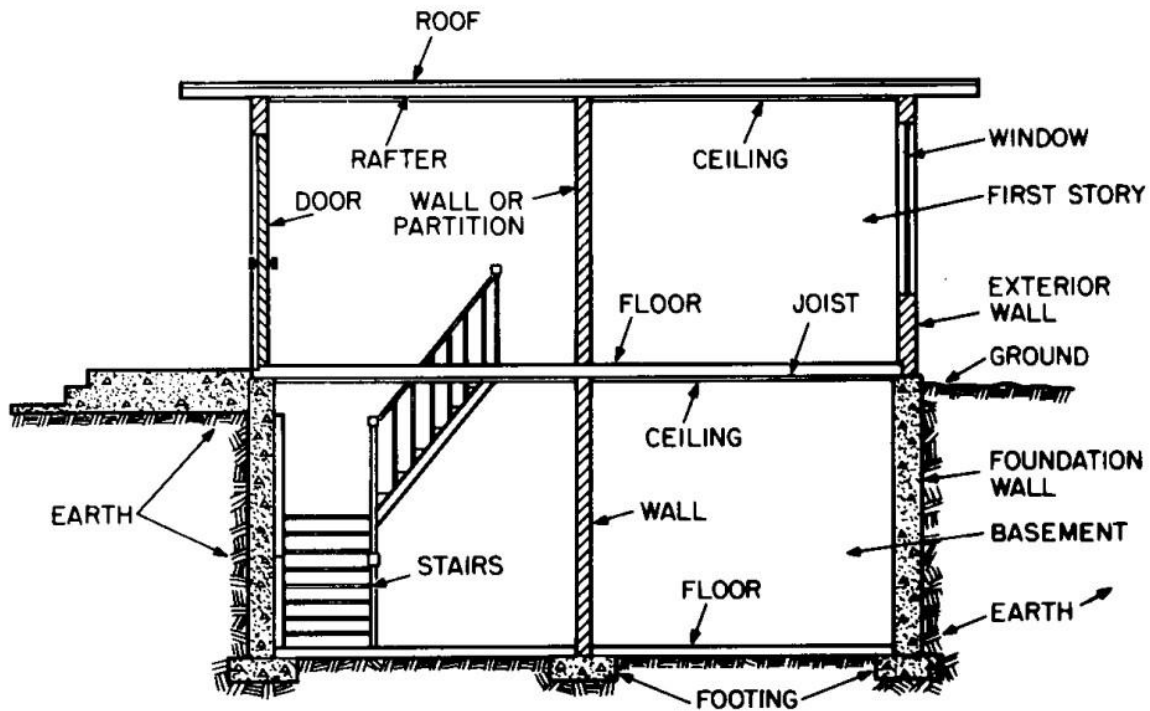 ROOF
RAFTER
CEILING
WINDOW
DOOR
WALL OR
PARTITION
FIRST STORY
FLOOR
JOIST
EXTERIOR
WALL
GROUND
CEILING
FOUNDATION
WALL
EARTH
WALL
BASEMENT
STAIRS
FLOOR
EARTH
FOOTING